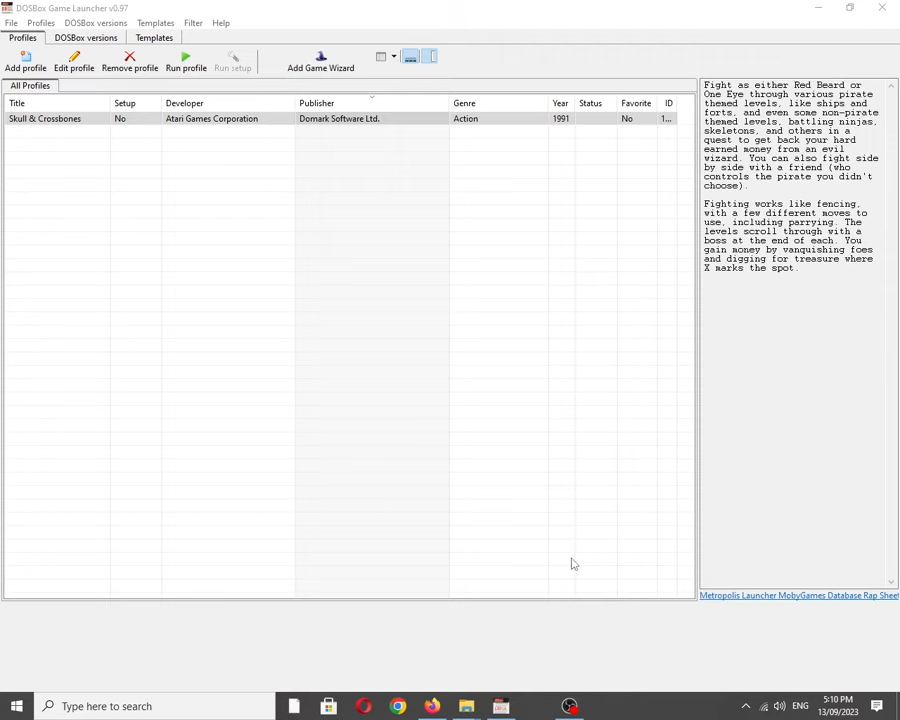 DOSBox Game Launcher v0.97
File Profiles DOSBox versions Templates Filter Help
Profiles DOSBox versions Templates
Add profile Edit profile Remove profile Run profile Run setup Add Game Wizard
All Profiles
Title Setup Developer Publisher Genre Year Status Favorite ID
Skull & Crossbones No Atari Games Corporation Domark Software Ltd. Action 1991 No 1...
Fight as either Red Beard or
One Eye through various pirate
themed levels, like ships and
forts, and even some non-pirate
themed levels, battling ninjas,
skeletons, and others in a
quest to get back your hard
earned money from an evil
wizard. You can also fight side
by side with a friend (who
controls the pirate you didn't
choose).
Fighting works like fencing,
with a few different moves to
use, including parrying. The
levels scroll through with a
boss at the end of each. You
gain money by vanquishing foes
and digging for treasure where
X marks the spot.
Metropolis Launcher MobyGames Database Rap Sheet
Type here to search
ENG
5:10 PM
13/09/2023